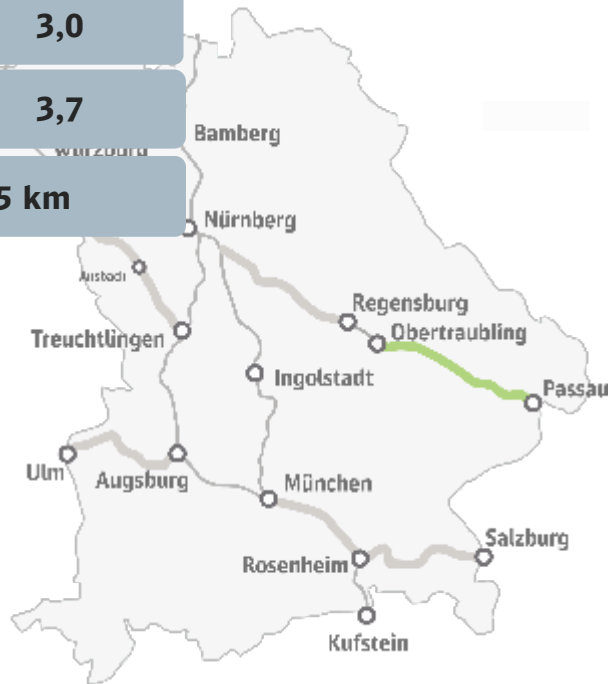 3,0
3,7
Bamberg
Würzburg
5 km
Nürnberg
Regensburg
Obertraubling
Treuchtlingen
Ingolstadt
Passau
Ulm
Augsburg
München
Salzburg
Rosenheim
Kufstein